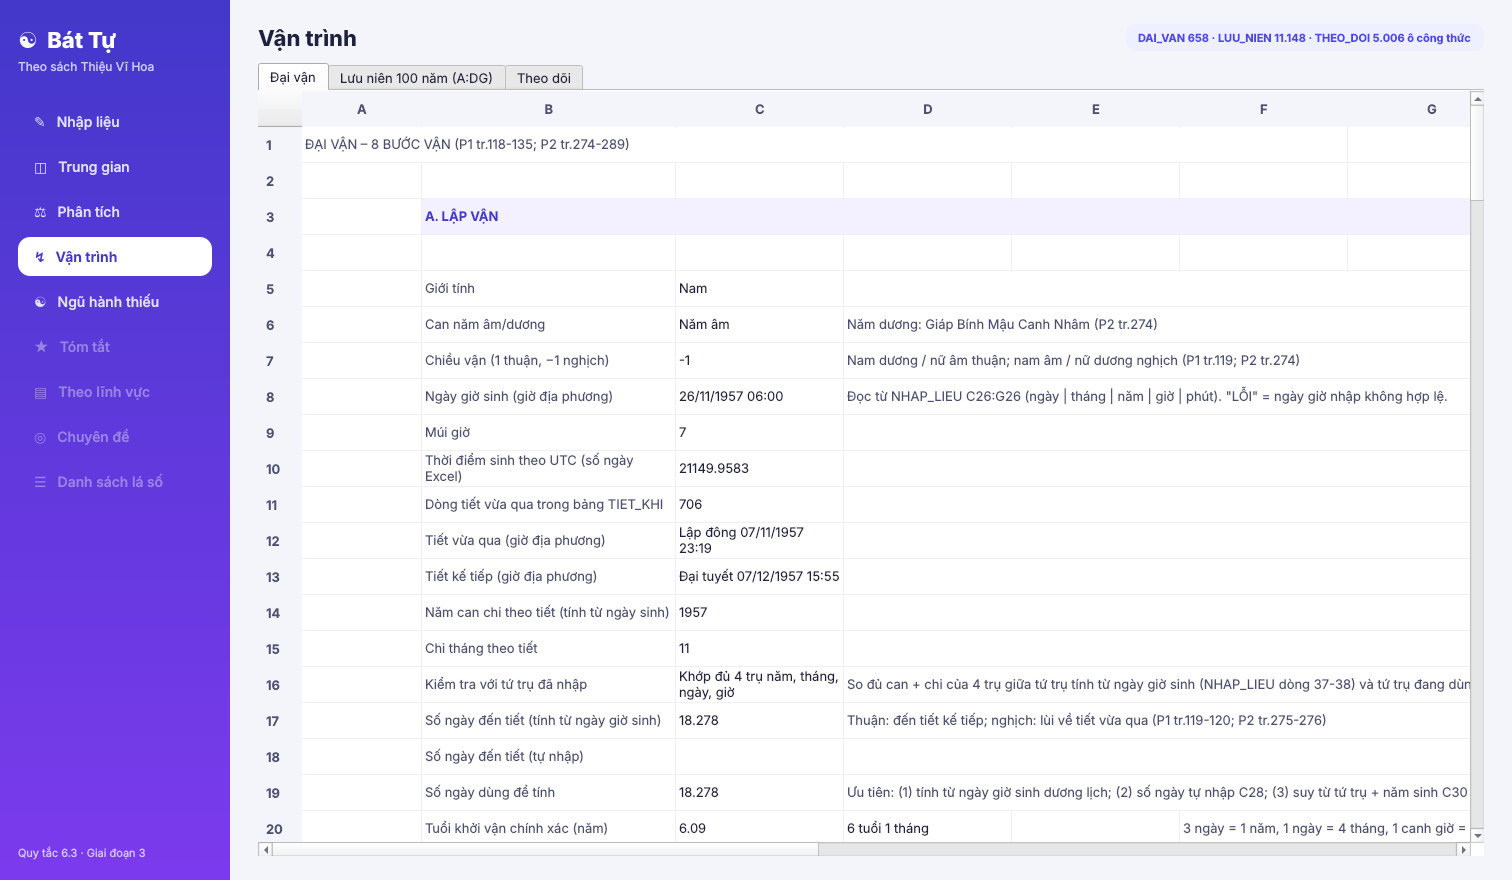 Bát Tự
Theo sách Thiệu Vĩ Hoa
Nhập liệu
Trung gian
Phân tích
Vận trình
Ngũ hành thiếu
Tóm tắt
Theo lĩnh vực
Chuyên đề
Danh sách lá số
Quy tắc 6.3 · Giai đoạn 3
Vận trình
DAI_VAN 658 · LUU_NIEN 11.148 · THEO_DOI 5.006 ô công thức
Đại vận Lưu niên 100 năm (A:DG) Theo dõi
A B C D E F G
1 ĐẠI VẬN – 8 BƯỚC VẬN (P1 tr.118-135; P2 tr.274-289)
2
3 A. LẬP VẬN
4
5 Giới tính Nam
6 Can năm âm/dương Năm âm Năm dương: Giáp Bính Mậu Canh Nhâm (P2 tr.274)
7 Chiều vận (1 thuận, −1 nghịch) -1 Nam dương / nữ âm thuận; nam âm / nữ dương nghịch (P1 tr.119; P2 tr.274)
8 Ngày giờ sinh (giờ địa phương) 26/11/1957 06:00 Đọc từ NHAP_LIEU C26:G26 (ngày | tháng | năm | giờ | phút). "LỖI" = ngày giờ nhập không hợp lệ.
9 Múi giờ 7
10 Thời điểm sinh theo UTC (số ngày
Excel) 21149.9583
11 Dòng tiết vừa qua trong bảng TIET_KHI 706
12 Tiết vừa qua (giờ địa phương) Lập đông 07/11/1957
23:19
13 Tiết kế tiếp (giờ địa phương) Đại tuyết 07/12/1957 15:55
14 Năm can chi theo tiết (tính từ ngày sinh) 1957
15 Chi tháng theo tiết 11
16 Kiểm tra với tứ trụ đã nhập Khớp đủ 4 trụ năm, tháng,
ngày, giờ So đủ can + chi của 4 trụ giữa tứ trụ tính từ ngày giờ sinh (NHAP_LIEU dòng 37-38) và tứ trụ đang dùn
17 Số ngày đến tiết (tính từ ngày giờ sinh) 18.278 Thuận: đến tiết kế tiếp; nghịch: lùi về tiết vừa qua (P1 tr.119-120; P2 tr.275-276)
18 Số ngày đến tiết (tự nhập)
19 Số ngày dùng để tính 18.278 Ưu tiên: (1) tính từ ngày giờ sinh dương lịch; (2) số ngày tự nhập C28; (3) suy từ tứ trụ + năm sinh C30
20 Tuổi khởi vận chính xác (năm) 6.09 6 tuổi 1 tháng 3 ngày = 1 năm, 1 ngày = 4 tháng, 1 canh giờ =